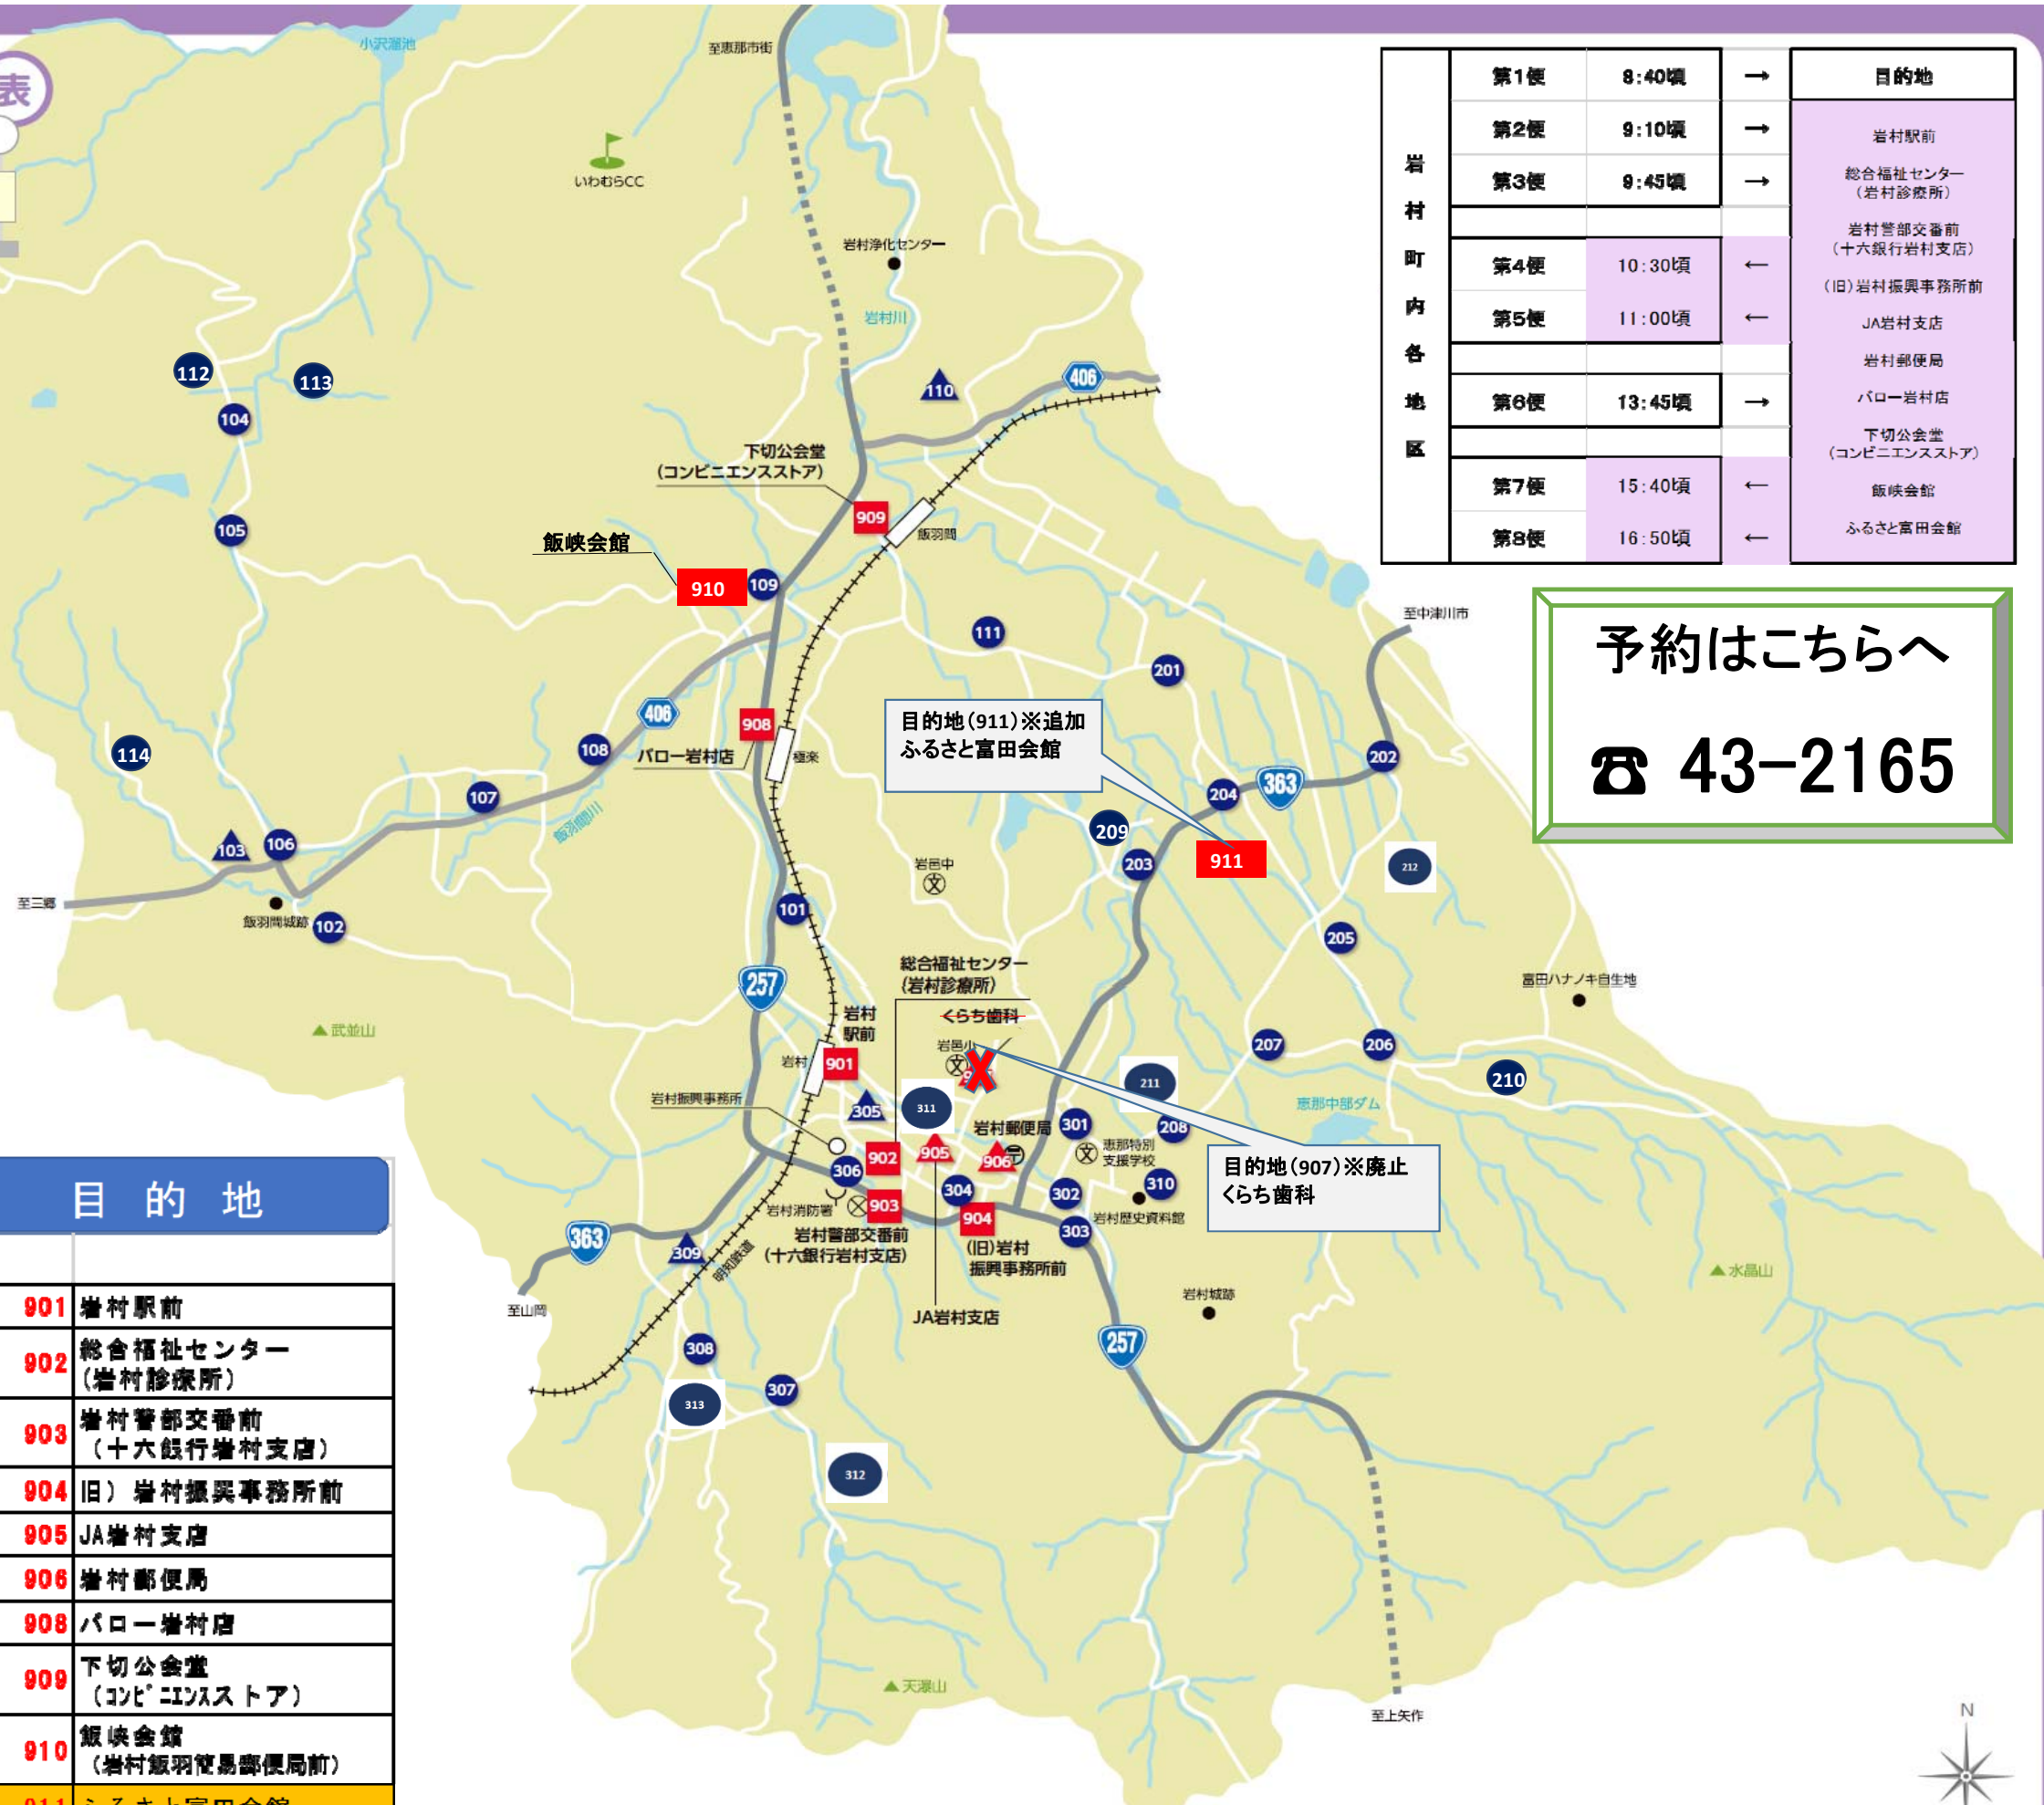 表
小沢溜池
至恵那市街
いわむらCC
岩村浄化センター
岩村川
岩村町内各地区
第1便 8:40頃 → 目的地
第2便 9:10頃 →
第3便 9:45頃 →
第4便 10:30頃 ←
第5便 11:00頃 ←
第6便 13:45頃 →
第7便 15:40頃 ←
第8便 16:50頃 ←
岩村駅前
総合福祉センター
(岩村診療所)
岩村警部交番前
(十六銀行岩村支店)
(旧)岩村振興事務所前
JA岩村支店
岩村郵便局
バロー岩村店
下切公会堂
(コンビニエンスストア)
飯峡会館
ふるさと富田会館
予約はこちらへ
☎ 43-2165
112
113
104
105
110
406
下切公会堂
(コンビニエンスストア)
909
飯羽間
飯峡会館
910
109
111
201
至中津川市
406
908
バロー岩村店
極楽
108
107
114
飯羽間川
103
106
至三郷
飯羽間城跡
102
目的地(911)※追加
ふるさと富田会館
202
363
204
209
203
911
212
岩邑中
101
205
257
総合福祉センター
(岩村診療所)
くらち歯科
岩邑小
富田ハナノキ自生地
▲武並山
岩村
駅前
岩村
901
207
206
210
211
恵那中部ダム
岩村振興事務所
305
311
岩村郵便局
301
208
恵那特別
支援学校
902
905
906
306
304
302
310
岩村消防署
903
904
303
岩村歴史資料館
岩村警部交番前
(十六銀行岩村支店)
(旧)岩村
振興事務所前
JA岩村支店
目的地(907)※廃止
くらち歯科
363
309
明知鉄道
至山岡
岩村城跡
▲水晶山
257
308
313
307
312
▲天瀑山
至上矢作
N
目的地
901 岩村駅前
902 総合福祉センター
(岩村診療所)
903 岩村警部交番前
(十六銀行岩村支店)
904 旧）岩村振興事務所前
905 JA岩村支店
906 岩村郵便局
908 バロー岩村店
909 下切公会堂
(ｺﾝﾋﾞﾆｴﾝｽストア)
910 飯峡会館
(岩村飯羽簡易郵便局前)
911 ふるさと富田会館